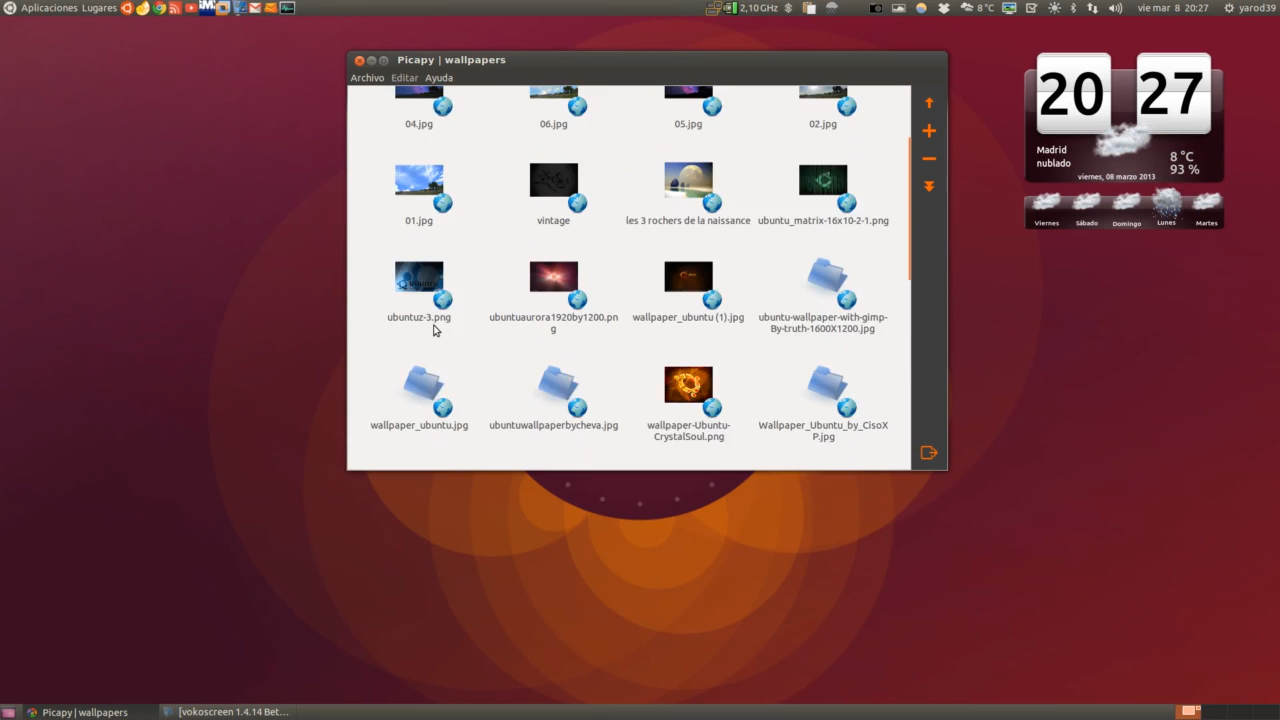 Aplicaciones Lugares
2,10 GHz
8 °C
vie mar 8 20:27
yarod39
Picapy | wallpapers
Archivo Editar Ayuda
04.jpg
06.jpg
05.jpg
02.jpg
01.jpg
vintage
les 3 rochers de la naissance
ubuntu_matrix-16x10-2-1.png
ubuntuz-3.png
ubuntuaurora1920by1200.pn
g
wallpaper_ubuntu (1).jpg
ubuntu-wallpaper-with-gimp-
By-truth-1600X1200.jpg
wallpaper_ubuntu.jpg
ubuntuwallpaperbycheva.jpg
wallpaper-Ubuntu-
CrystalSoul.png
Wallpaper_Ubuntu_by_CisoX
P.jpg
20 27
Madrid
nublado
8 °C
93 %
viernes, 08 marzo 2013
Viernes Sábado Domingo Lunes Martes
Picapy | wallpapers
[vokoscreen 1.4.14 Bet...